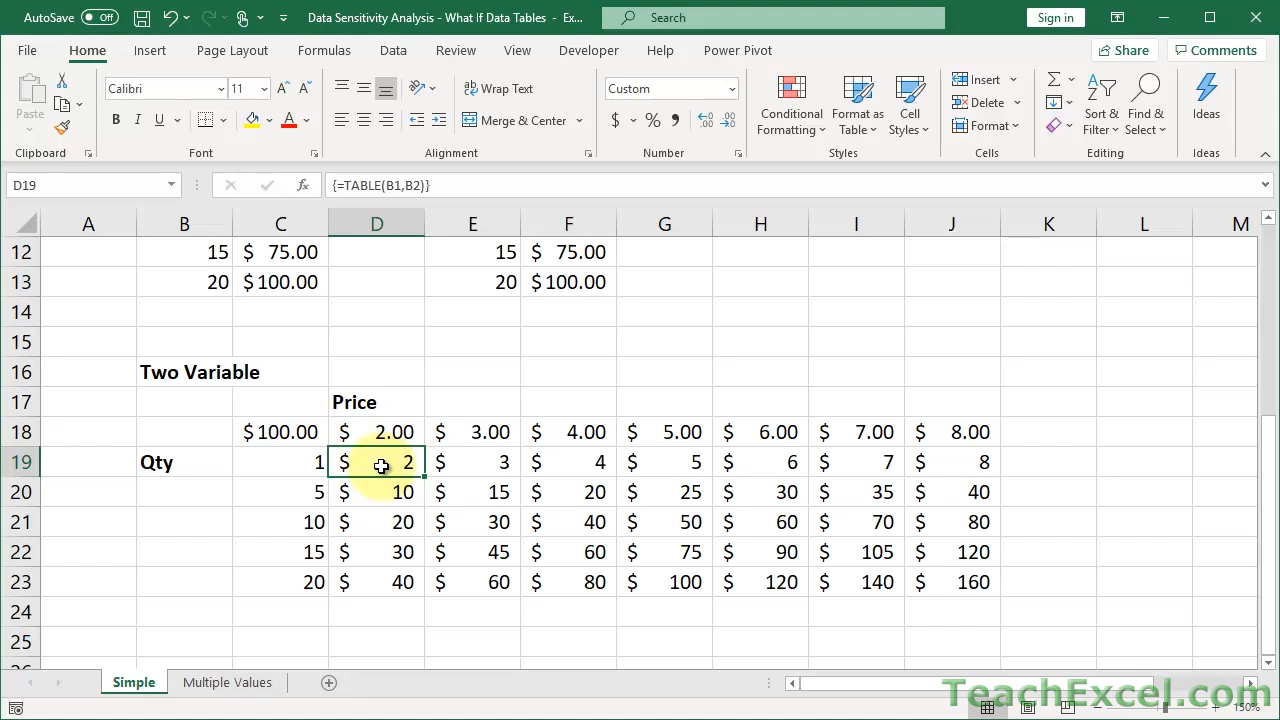 AutoSave Off Data Sensitivity Analysis - What If Data Tables - Ex... Search Sign in
File Home Insert Page Layout Formulas Data Review View Developer Help Power Pivot Share Comments
Paste Calibri 11 A A Wrap Text Custom Conditional Formatting Format as Table Cell Styles Insert Sort & Filter Find & Select Ideas
B I U A Merge & Center $ % Delete
Format
Clipboard Font Alignment Number Styles Cells Editing Ideas
D19 fx {=TABLE(B1,B2)}
A B C D E F G H I J K L M
12 15 $ 75.00 15 $ 75.00
13 20 $100.00 20 $100.00
14
15
16 Two Variable
17 Price
18 $100.00 $ 2.00 $ 3.00 $ 4.00 $ 5.00 $ 6.00 $ 7.00 $ 8.00
19 Qty 1 $ 2 $ 3 $ 4 $ 5 $ 6 $ 7 $ 8
20 5 $ 10 $ 15 $ 20 $ 25 $ 30 $ 35 $ 40
21 10 $ 20 $ 30 $ 40 $ 50 $ 60 $ 70 $ 80
22 15 $ 30 $ 45 $ 60 $ 75 $ 90 $ 105 $ 120
23 20 $ 40 $ 60 $ 80 $ 100 $ 120 $ 140 $ 160
24
25
Simple Multiple Values
TeachExcel.com
150%